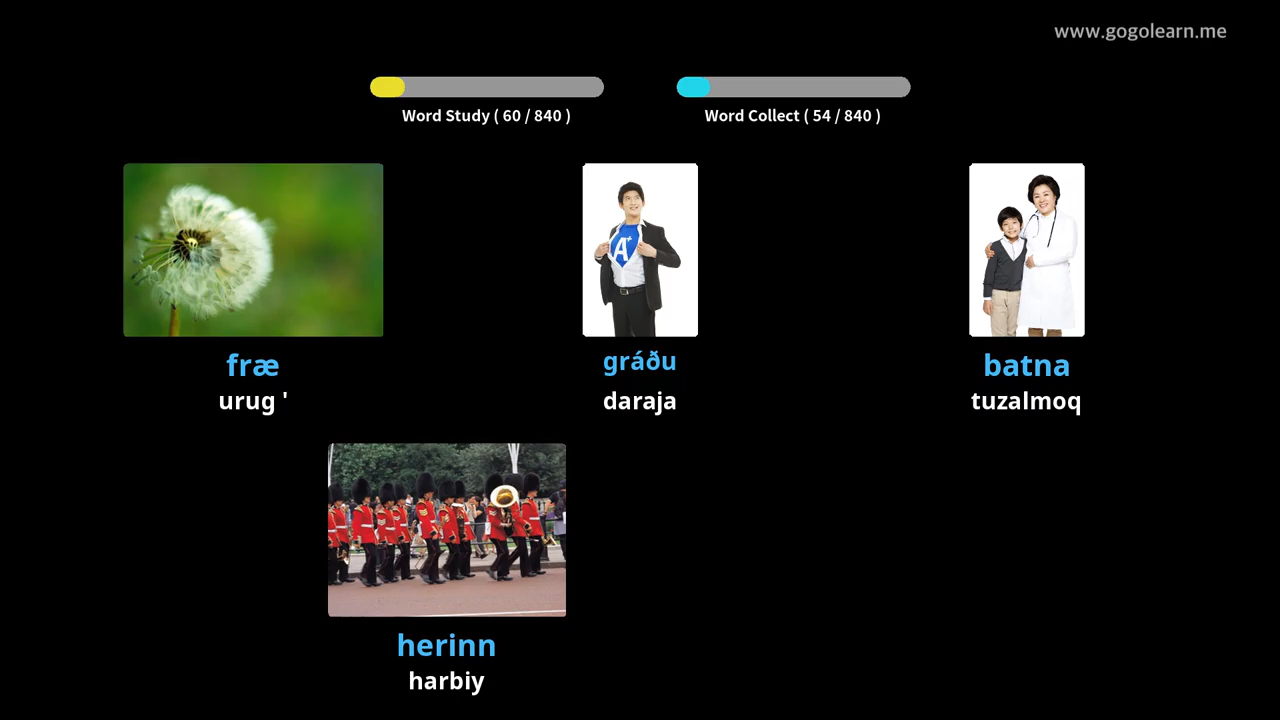 www.gogolearn.me
Word Study ( 60 / 840 )
Word Collect ( 54 / 840 )
A+
fræ
urug '
gráðu
daraja
batna
tuzalmoq
herinn
harbiy